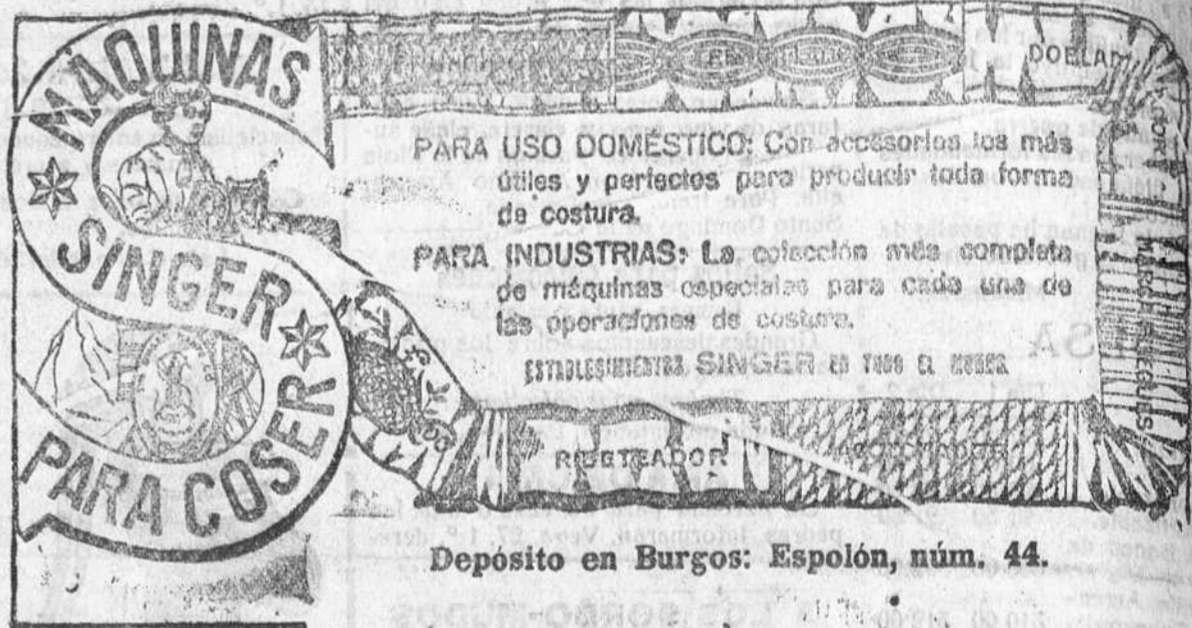 MÁQUINAS
SINGER
PARA COSER
DOBLAD
PARA USO DOMÉSTICO: Con accesorios los más
útiles y perfectos para producir toda forma
de costura.
PARA INDUSTRIAS: La colección más completa
de máquinas especiales para cada una de
las operaciones de costura.
ESTABLECIMIENTOS SINGER EN TODO EL MUNDO
RIBETEADOR
Depósito en Burgos: Espolón, núm. 44.